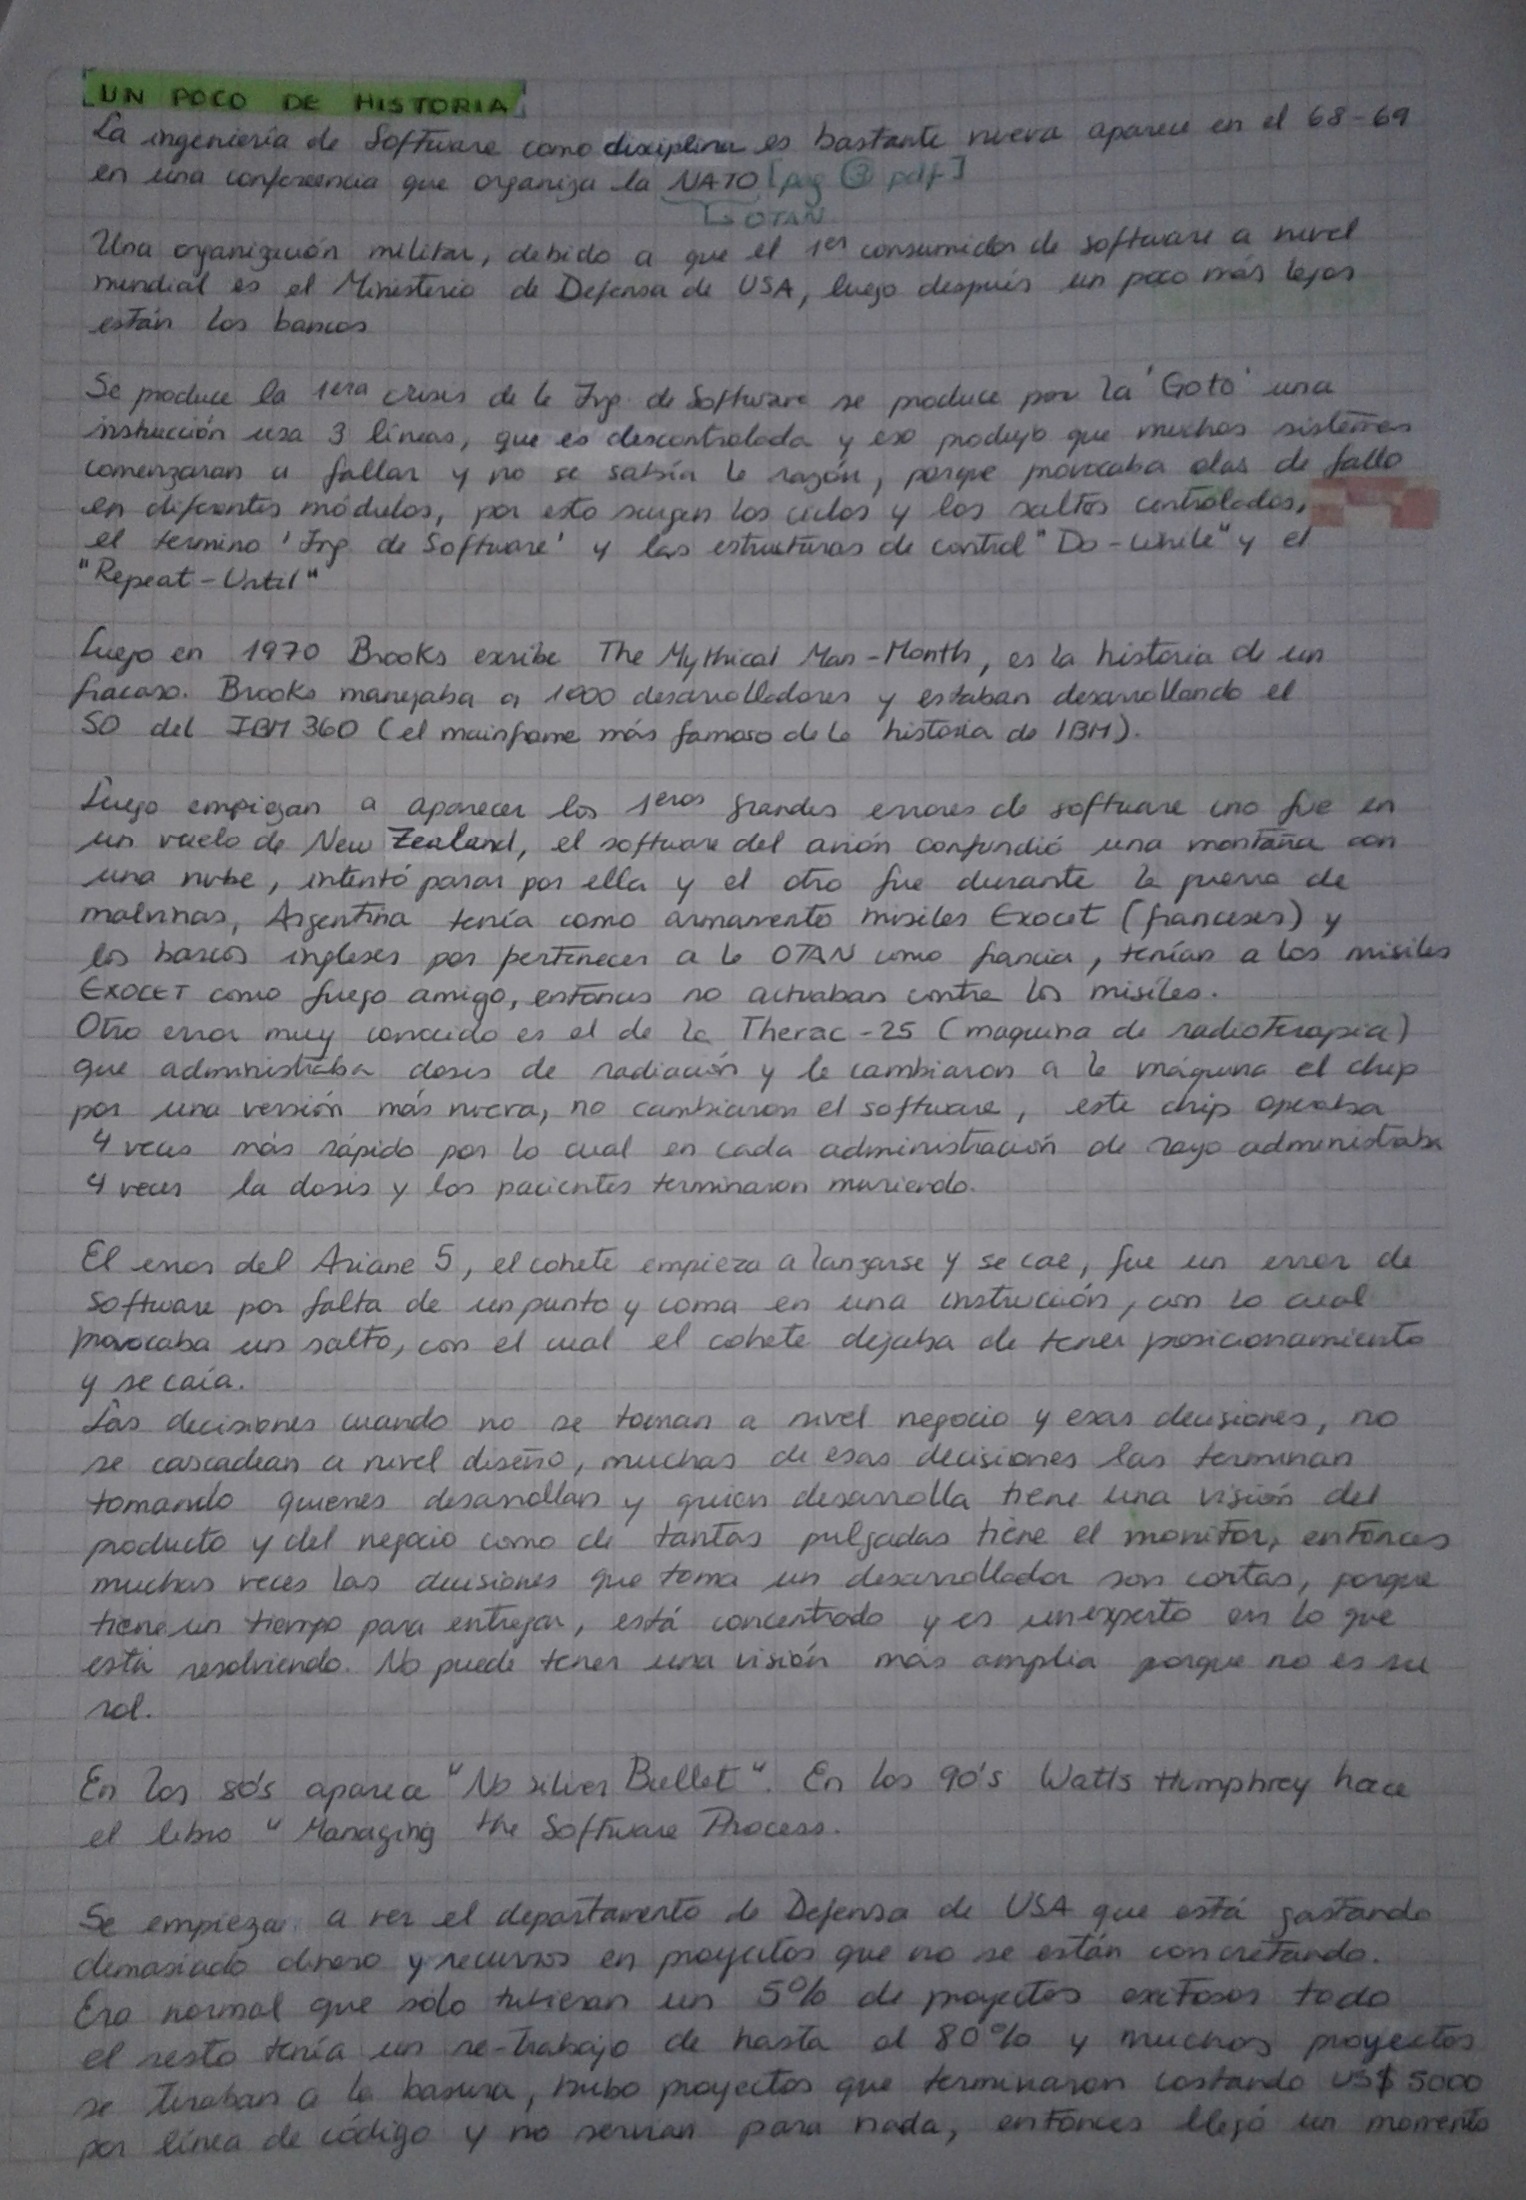 UN POCO DE HISTORIA
La ingeniería de Software como disciplina es bastante nueva aparece en el 68-69
en una conferencia que organiza la NATO [pag ③ pdf]
↳ OTAN
Una organización militar, debido a que el 1er consumidor de software a nivel
mundial es el Ministerio de Defensa de USA, luego después un poco más lejos
están los bancos
Se produce la 1era crisis de la Ing. de Software se produce por la 'Goto' una
instrucción usa 3 líneas, que es descontrolada y eso produjo que muchos sistemas
comenzaran a fallar y no se sabía la razón, porque provocaba olas de fallo
en diferentes módulos, por esto surgen los ciclos y los saltos controlados,
el termino 'Ing. de Software' y las estructuras de control "Do-While" y el
"Repeat-Until"
Luego en 1970 Brooks escribe The Mythical Man-Month, es la historia de un
fracaso. Brooks manejaba a 1000 desarrolladores y estaban desarrollando el
SO del IBM 360 (el mainframe más famoso de la historia de IBM).
Luego empiezan a aparecer los 1eros grandes errores de software uno fue en
un vuelo de New Zealand, el software del avión confundió una montaña con
una nube, intentó pasar por ella y el otro fue durante la guerra de
malvinas, Argentina tenía como armamento misiles Exocet (franceses) y
los barcos ingleses por pertenecer a la OTAN como francia, tenían a los misiles
EXOCET como fuego amigo, entonces no actuaban contra los misiles.
Otro error muy conocido es el de la Therac-25 (maquina de radioterapia)
que administraba dosis de radiación y le cambiaron a la máquina el chip
por una versión más nueva, no cambiaron el software, este chip operaba
4 veces más rápido por lo cual en cada administración de rayo administraba
4 veces la dosis y los pacientes terminaron muriendo.
El error del Ariane 5, el cohete empieza a lanzarse y se cae, fue un error de
software por falta de un punto y coma en una instrucción, con lo cual
provocaba un salto, con el cual el cohete dejaba de tener posicionamiento
y se caía.
Las decisiones cuando no se toman a nivel negocio y esas decisiones, no
se cascadean a nivel diseño, muchas de esas decisiones las terminan
tomando quienes desarrollan y quien desarrolla tiene una visión del
producto y del negocio como de tantas pulgadas tiene el monitor, entonces
muchas veces las decisiones que toma un desarrollador son cortas, porque
tiene un tiempo para entregar, está concentrado y es un experto en lo que
está resolviendo. No puede tener una visión mas amplia porque no es su
rol.
En los 80's aparece "No silver Bullet". En los 90's Watts Humphrey hace
el libro "Managing the Software Process.
Se empieza a ver el departamento de Defensa de USA que está gastando
demasiado dinero y recursos en proyectos que no se están concretando.
Era normal que solo tubieran un 5% de proyectos exitosos todo
el resto tenía un re-trabajo de hasta el 80% y muchos proyectos
se tiraban a la basura, hubo proyectos que terminaron costando US$ 5000
por línea de código y no servían para nada, entonces llegó un momento